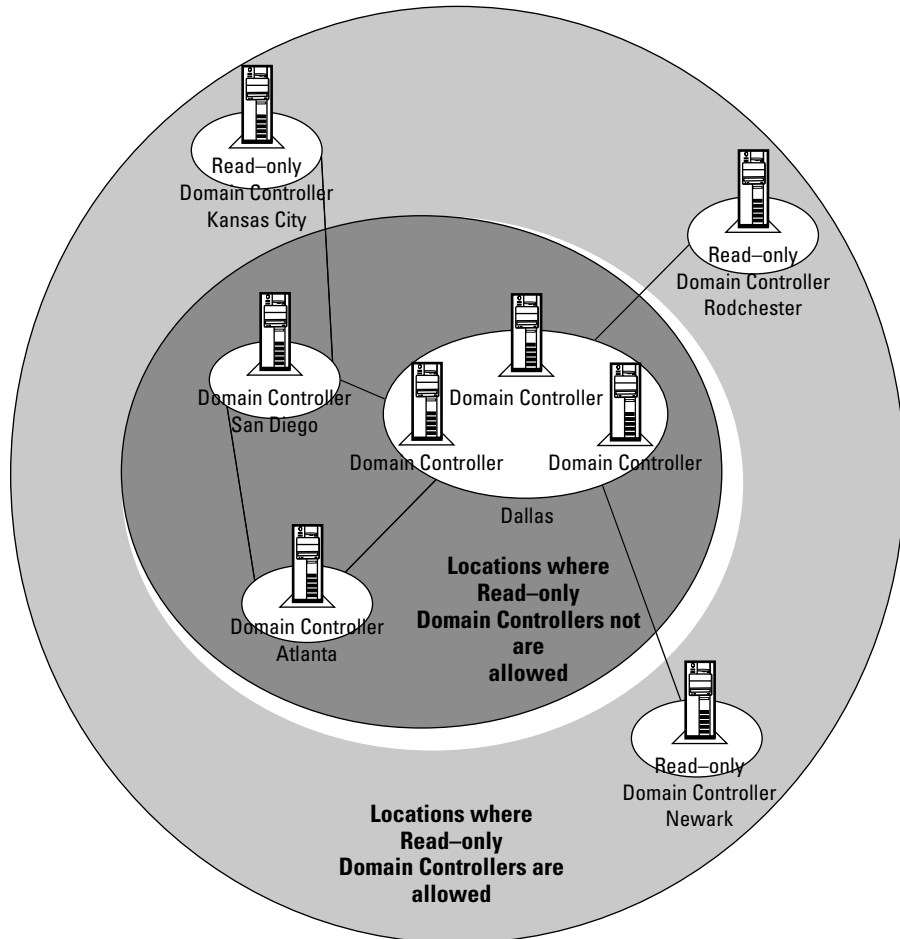 Read–only
Domain Controller
Kansas City
Read–only
Domain Controller
Rodchester
Domain Controller
San Diego
Domain Controller
Domain Controller
Domain Controller
Dallas
Domain Controller
Atlanta
Locations where
Read–only
Domain Controllers not
are
allowed
Read–only
Domain Controller
Newark
Locations where
Read–only
Domain Controllers are
allowed